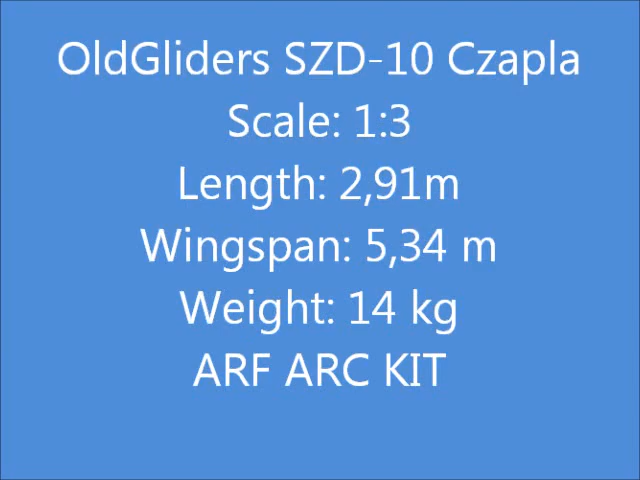 OldGliders SZD-10 Czapla
Scale: 1:3
Length: 2,91m
Wingspan: 5,34 m
Weight: 14 kg
ARF ARC KIT